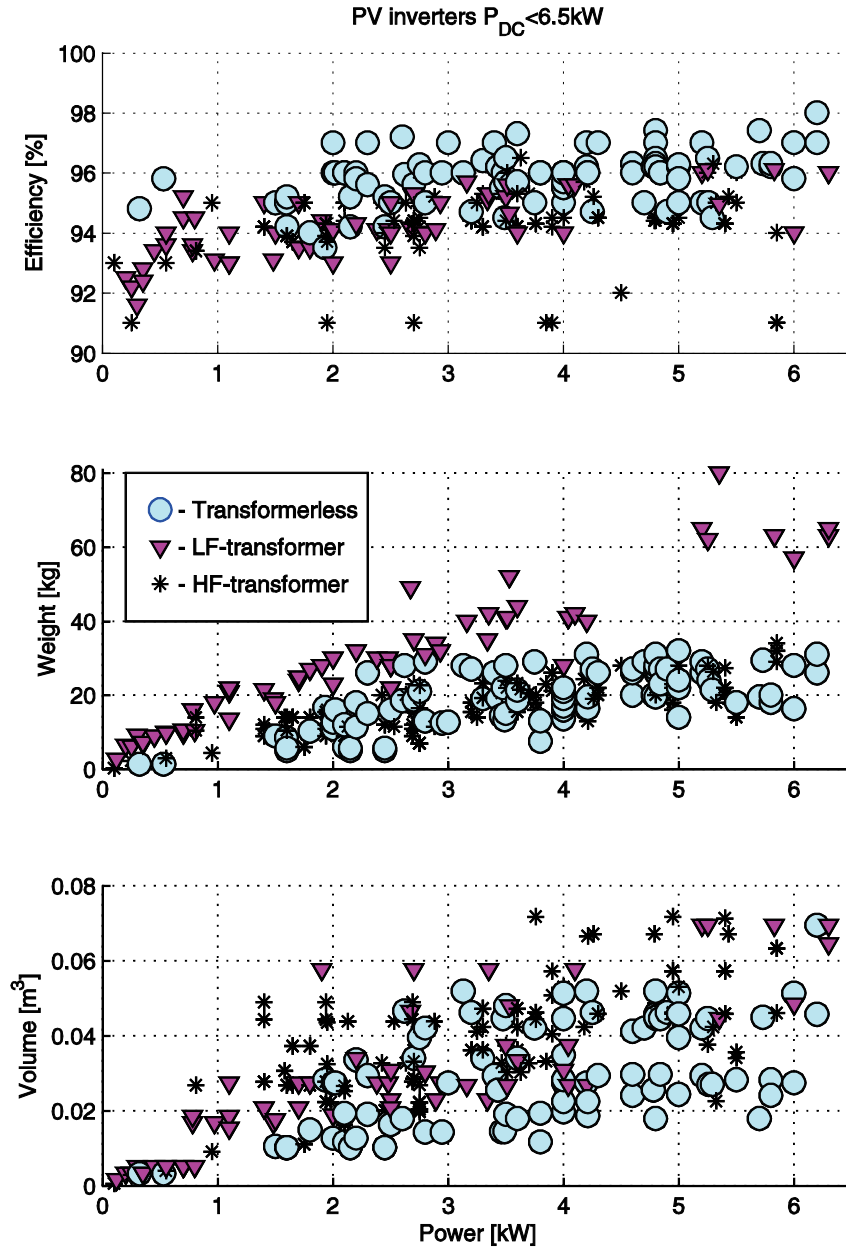 PV inverters P_DC<6.5kW
100
98
96
94
92
90
Efficiency [%]
0 1 2 3 4 5 6
80
60
40
20
0
Weight [kg]
- Transformerless
- LF-transformer
- HF-transformer
0 1 2 3 4 5 6
0.08
0.06
0.04
0.02
0
Volume [m³]
0 1 2 3 4 5 6
Power [kW]